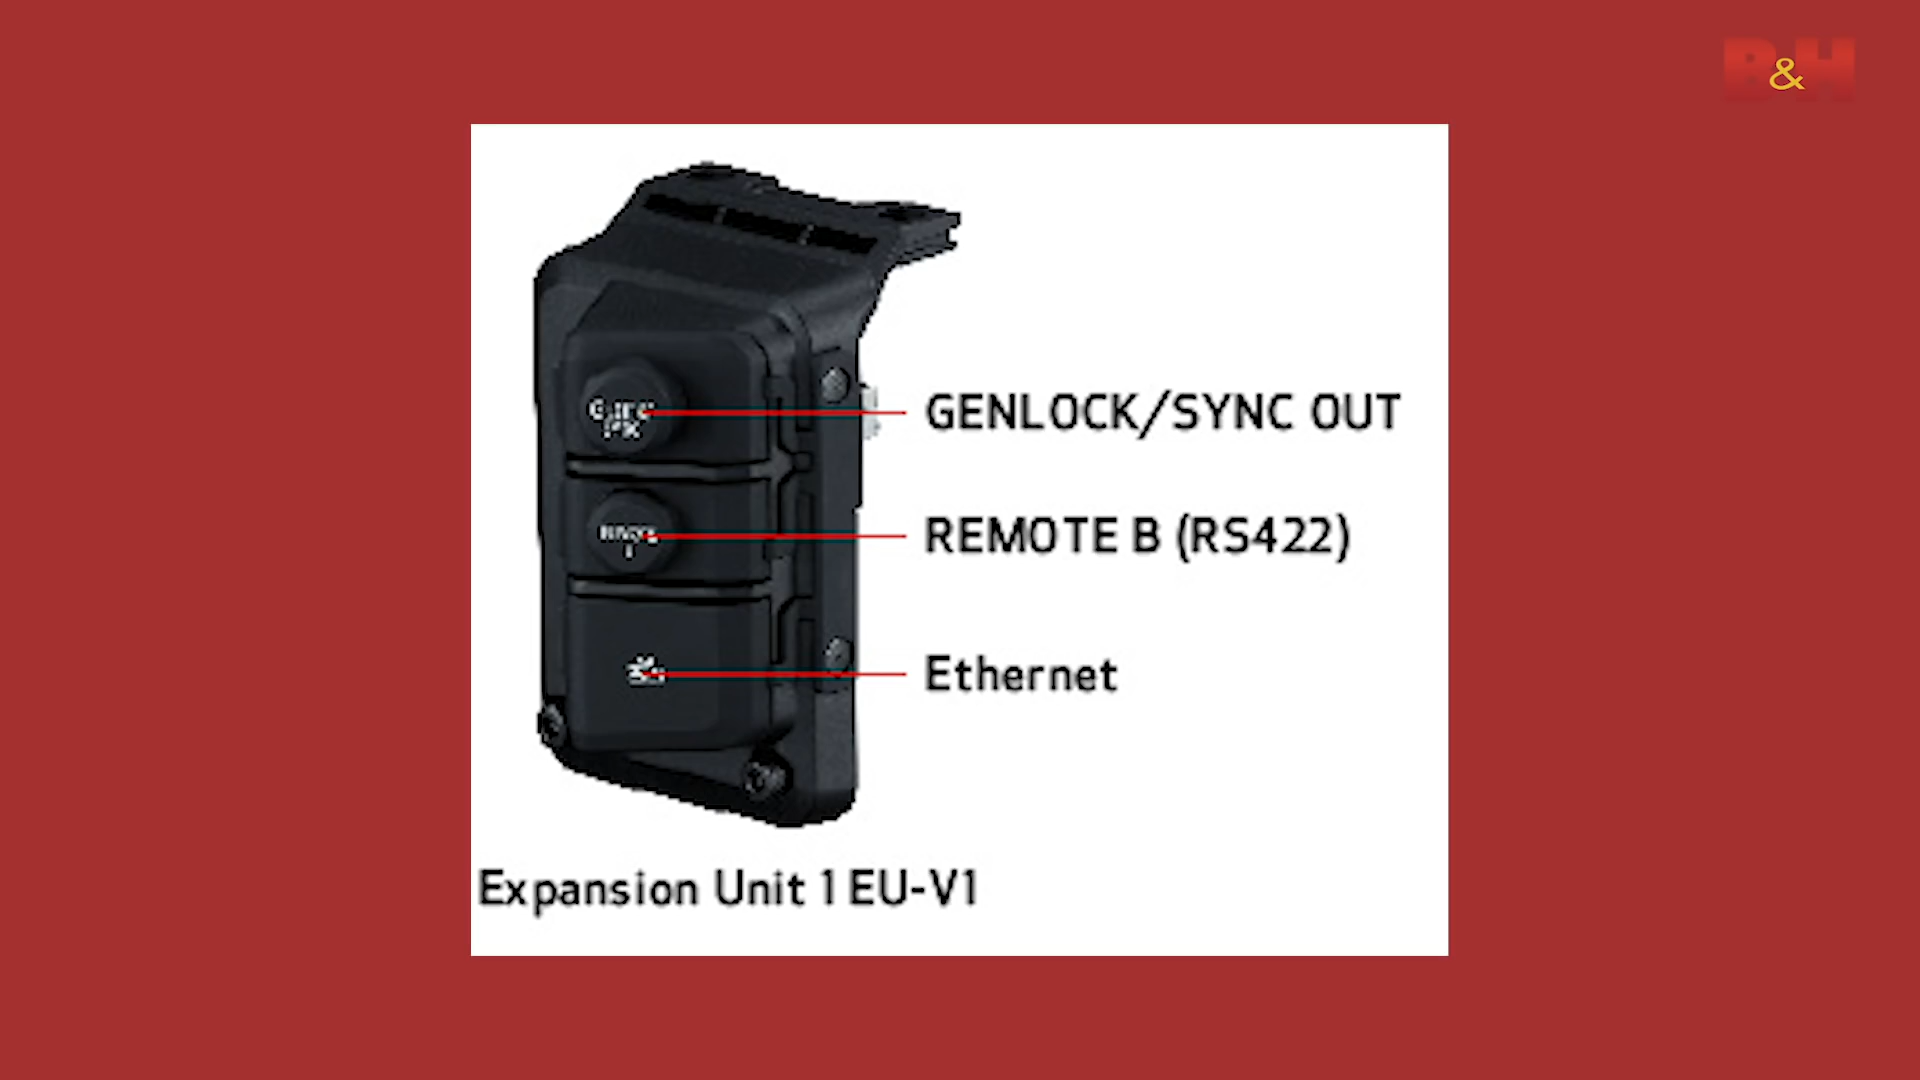 B&H
GENLOCK/SYNC OUT
REMOTE B (RS422)
Ethernet
Expansion Unit 1 EU-V1